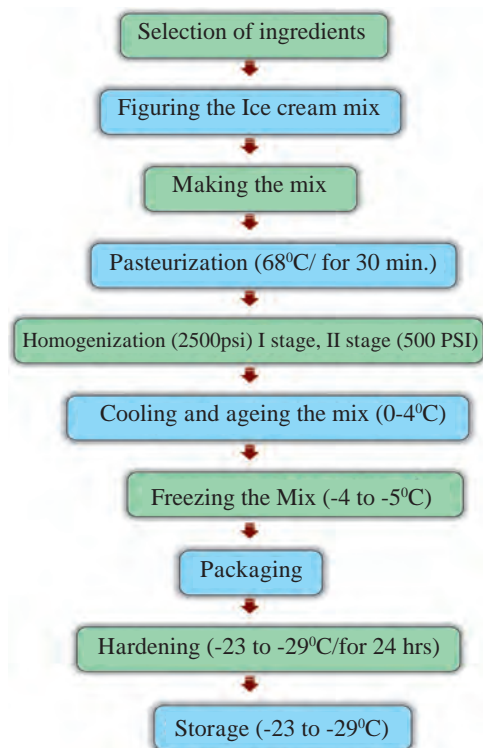 Selection of ingredients
Figuring the Ice cream mix
Making the mix
Pasteurization (68⁰C/ for 30 min.)
Homogenization (2500psi) I stage, II stage (500 PSI)
Cooling and ageing the mix (0-4⁰C)
Freezing the Mix (-4 to -5⁰C)
Packaging
Hardening (-23 to -29⁰C/for 24 hrs)
Storage (-23 to -29⁰C)